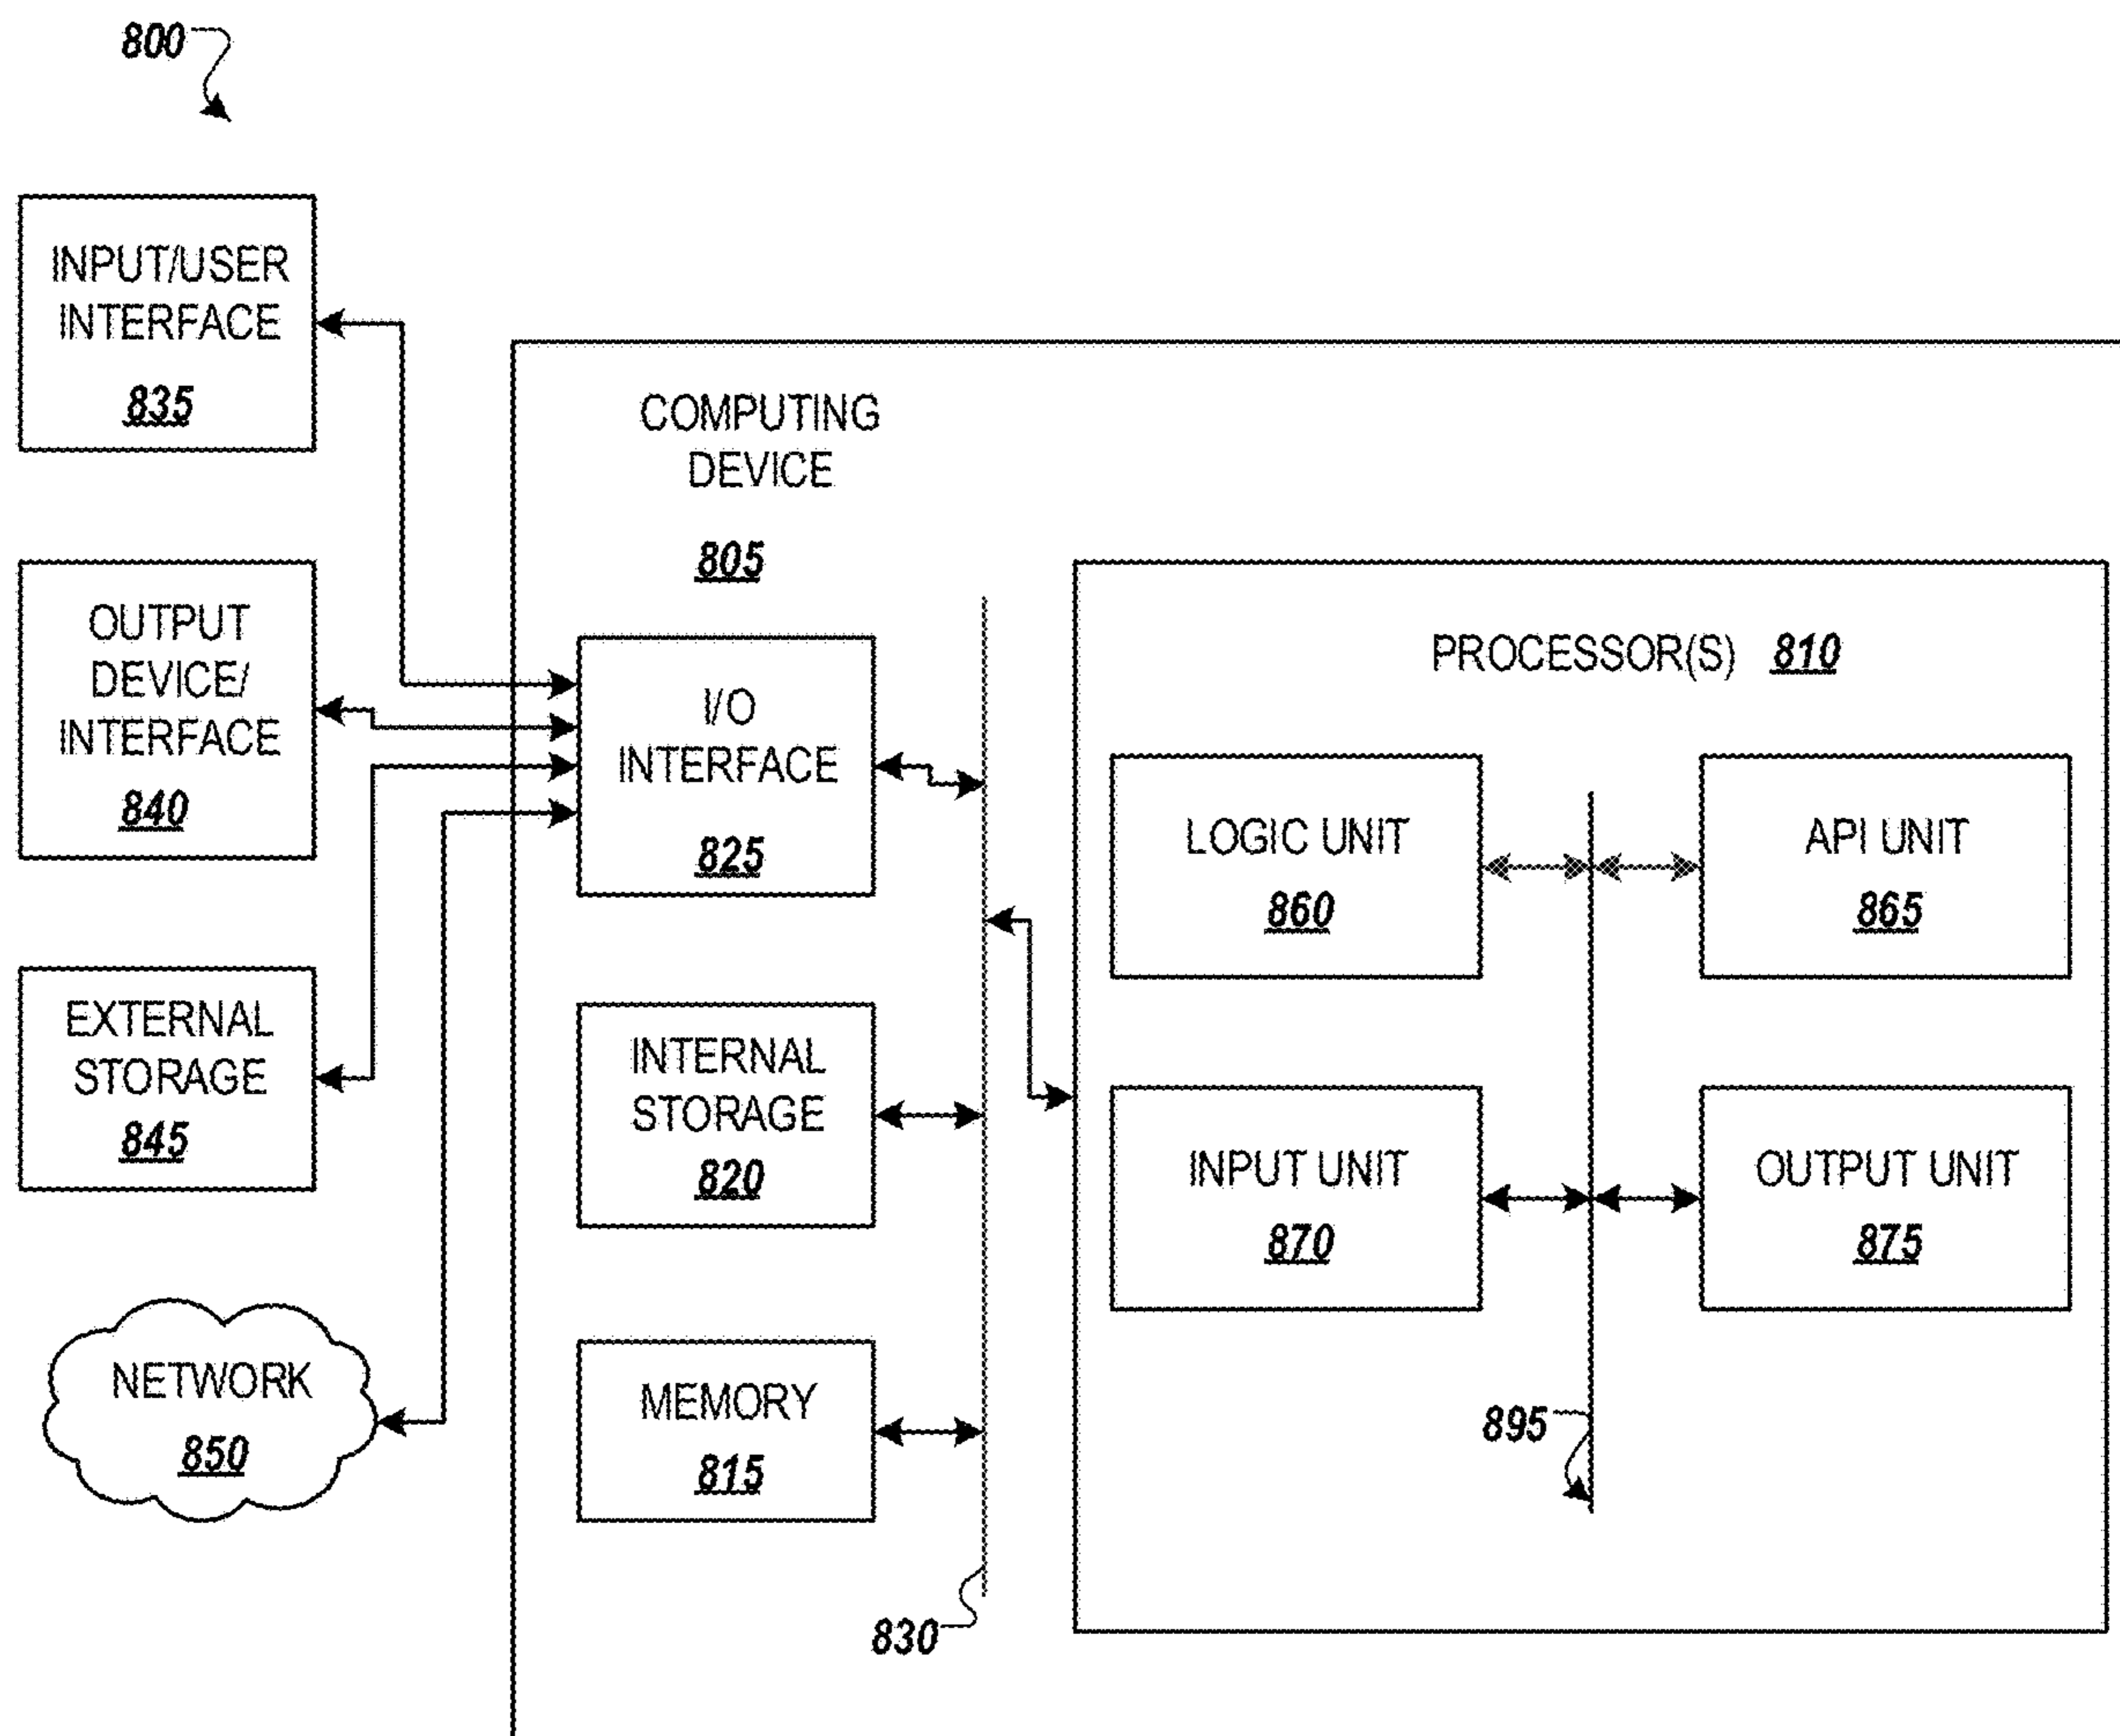 800
INPUT/USER
INTERFACE
835
OUTPUT
DEVICE/
INTERFACE
840
EXTERNAL
STORAGE
845
NETWORK
850
COMPUTING
DEVICE
805
I/O
INTERFACE
825
INTERNAL
STORAGE
820
MEMORY
815
830
PROCESSOR(S) 810
LOGIC UNIT
860
API UNIT
865
INPUT UNIT
870
OUTPUT UNIT
875
895